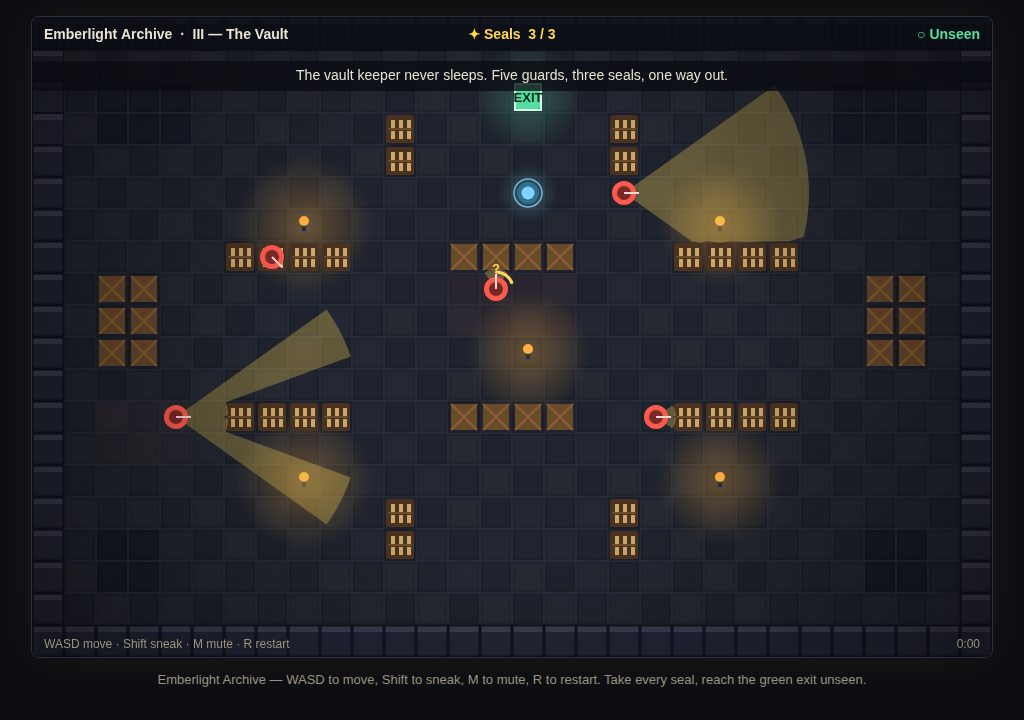 Emberlight Archive · III — The Vault
✦ Seals 3 / 3
○ Unseen
The vault keeper never sleeps. Five guards, three seals, one way out.
EXIT
?
WASD move · Shift sneak · M mute · R restart
0:00
Emberlight Archive — WASD to move, Shift to sneak, M to mute, R to restart. Take every seal, reach the green exit unseen.